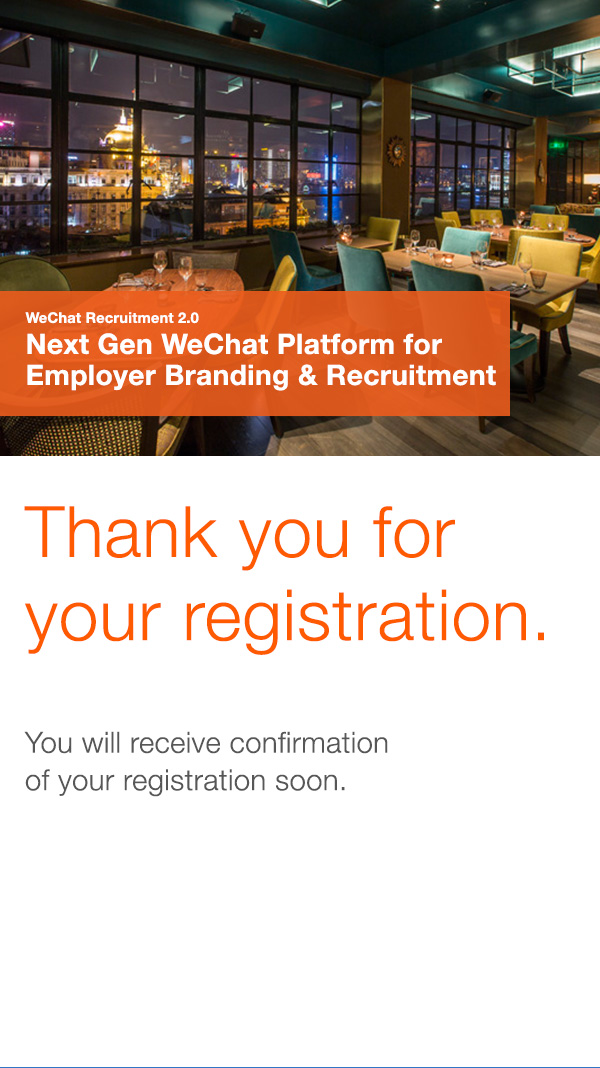 WeChat Recruitment 2.0
Next Gen WeChat Platform for
Employer Branding & Recruitment
Thank you for
your registration.
You will receive confirmation
of your registration soon.